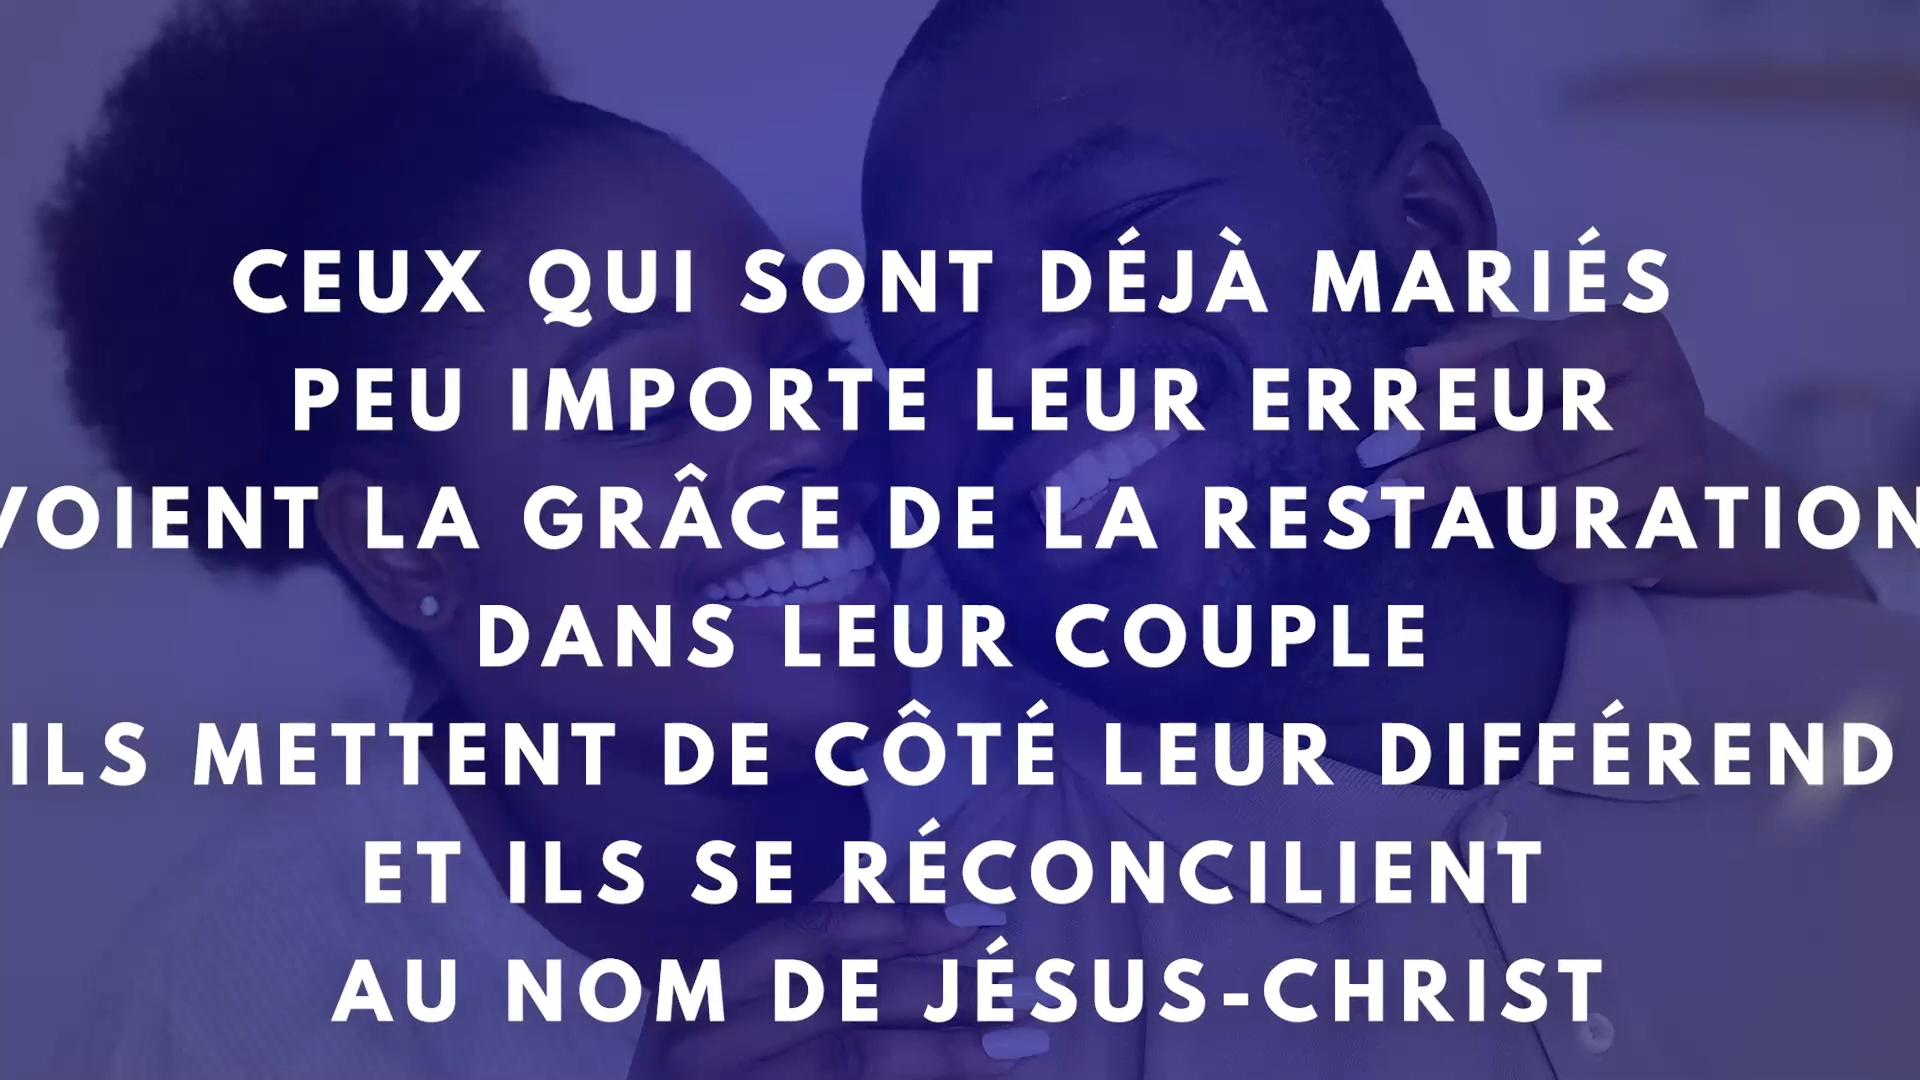 CEUX QUI SONT DÉJÀ MARIÉS
PEU IMPORTE LEUR ERREUR
VOIENT LA GRÂCE DE LA RESTAURATION
DANS LEUR COUPLE
ILS METTENT DE CÔTÉ LEUR DIFFÉREND
ET ILS SE RÉCONCILIENT
AU NOM DE JÉSUS-CHRIST